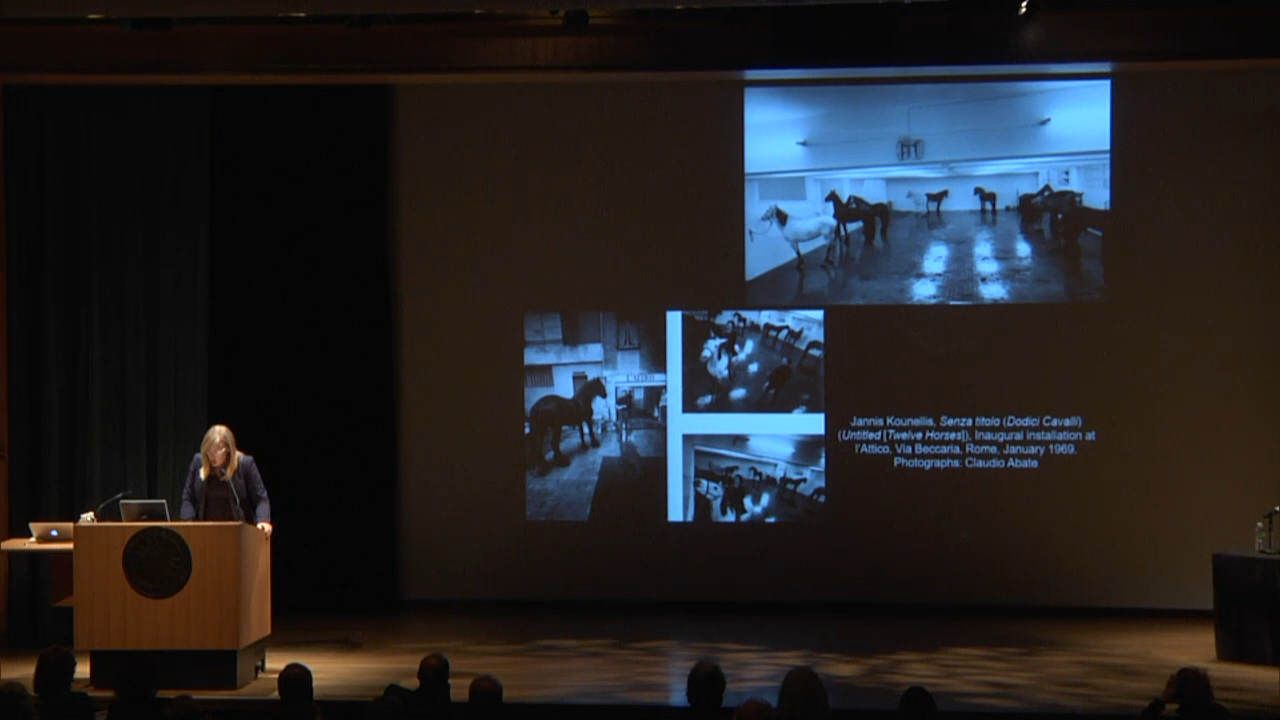 Jannis Kounellis, Senza titolo (Dodici Cavalli)
(Untitled [Twelve Horses]), Inaugural installation at
l'Attico, Via Beccaria, Rome, January 1969.
Photographs: Claudio Abate